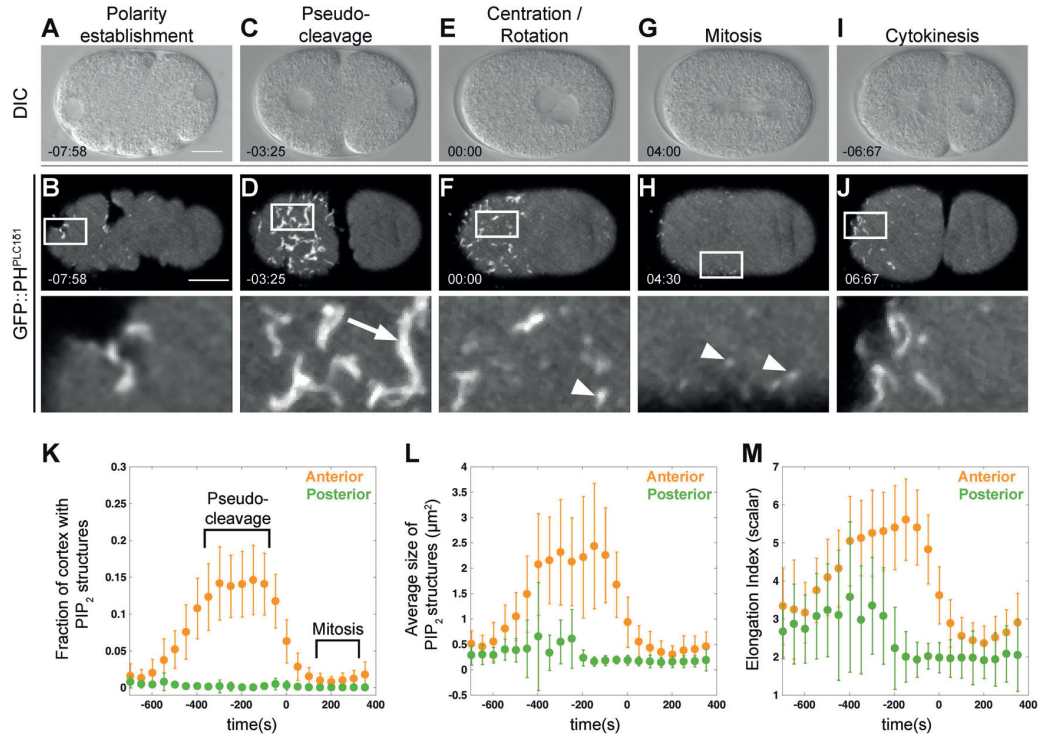 A Polarity establishment
C Pseudo-cleavage
E Centration / Rotation
G Mitosis
I Cytokinesis
DIC
-07:58
-03:25
00:00
04:00
-06:67
GFP::PH^PLC1δ1
B
D
F
H
J
-07:58
-03:25
00:00
04:30
06:67
K
Anterior
Posterior
Pseudo-
cleavage
Mitosis
Fraction of cortex with
PIP₂ structures
0.3
0.25
0.2
0.15
0.1
0.05
0
-600 -400 -200 0 200 400
time(s)
L
Anterior
Posterior
Average size of
PIP₂ structures (µm²)
4
3.5
3
2.5
2
1.5
1
0.5
0
-0.5
-600 -400 -200 0 200 400
time(s)
M
Anterior
Posterior
Elongation Index (scalar)
7
6
5
4
3
2
1
0
-600 -400 -200 0 200 400
time(s)